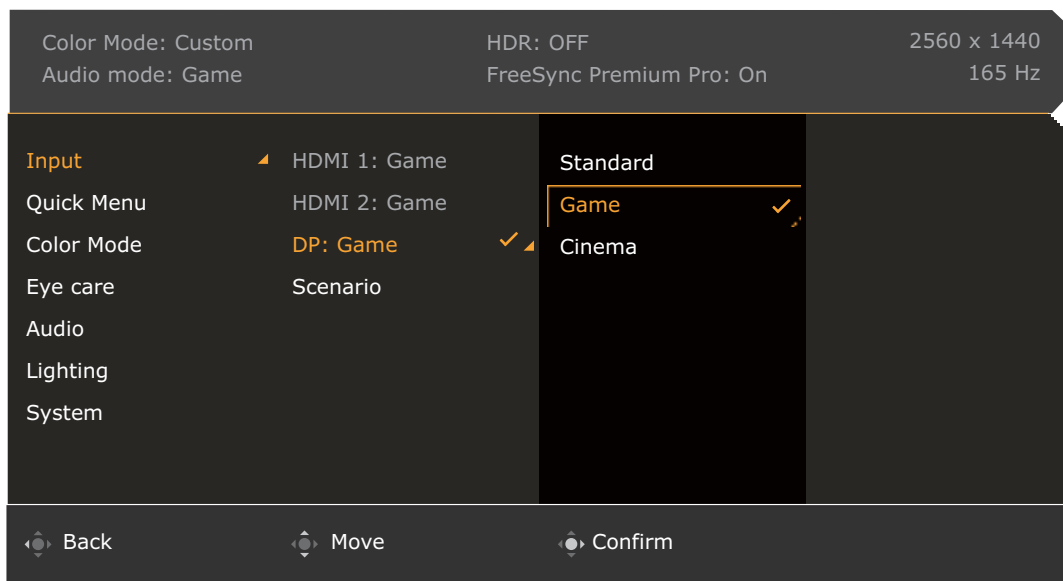 Color Mode: Custom
HDR: OFF
2560 x 1440
Audio mode: Game
FreeSync Premium Pro: On
165 Hz
Input
HDMI 1: Game
Standard
Quick Menu
HDMI 2: Game
Game
Color Mode
DP: Game
Cinema
Eye care
Scenario
Audio
Lighting
System
Back
Move
Confirm